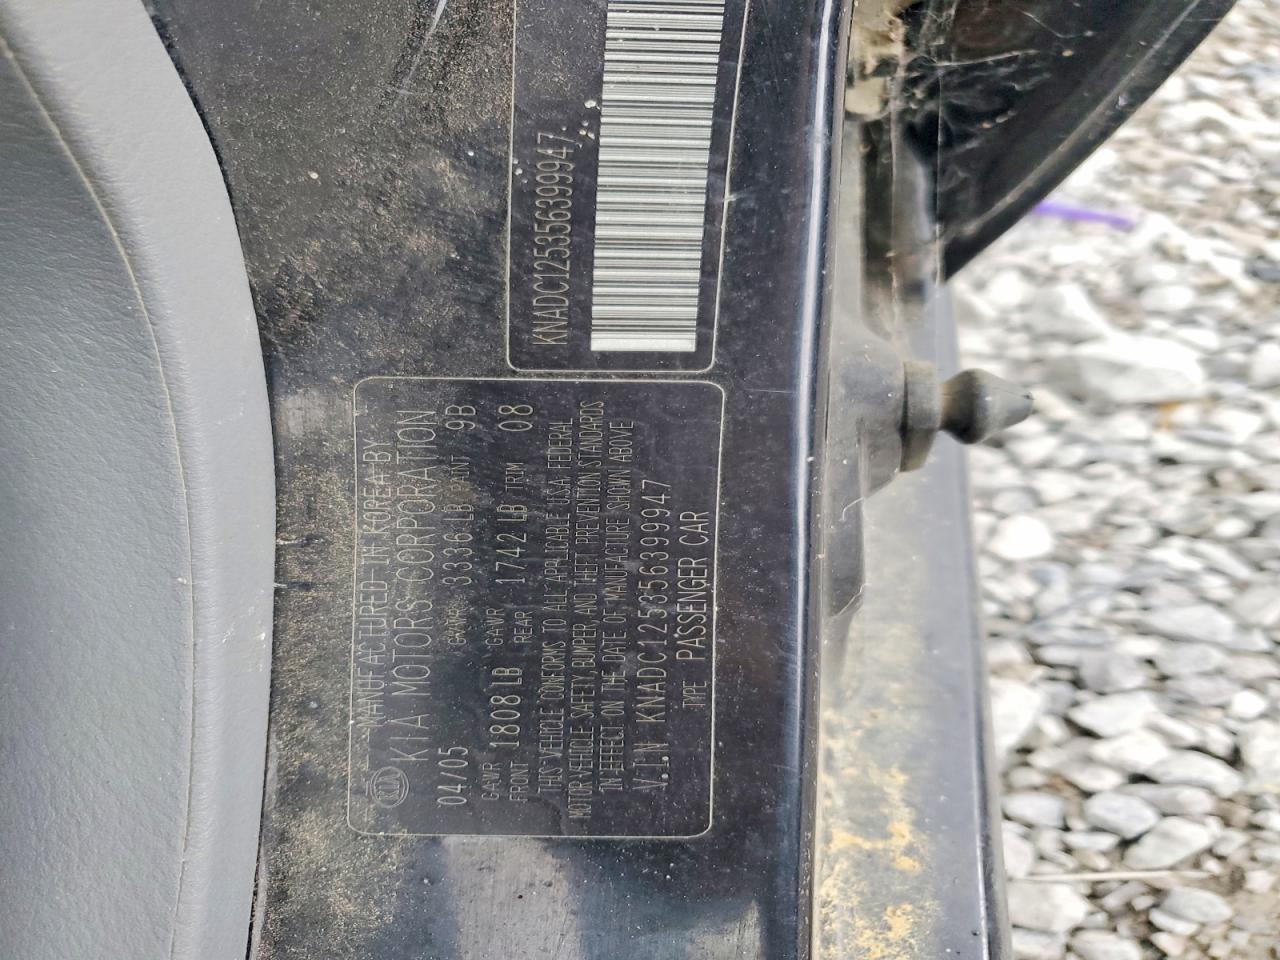 KNADC125356399947
KIA
MANUFACTURED IN KOREA BY
KIA MOTORS CORPORATION
04/05 GVWR 3336 LB PAINT 9B
GAWR FRONT 1808 LB GAWR REAR 1742 LB TRIM 08
THIS VEHICLE CONFORMS TO ALL APPLICABLE U.S.A FEDERAL
MOTOR VEHICLE SAFETY, BUMPER, AND THEFT PREVENTION STANDARDS
IN EFFECT ON THE DATE OF MANUFACTURE SHOWN ABOVE
V.I.N KNADC125356399947
TYPE PASSENGER CAR